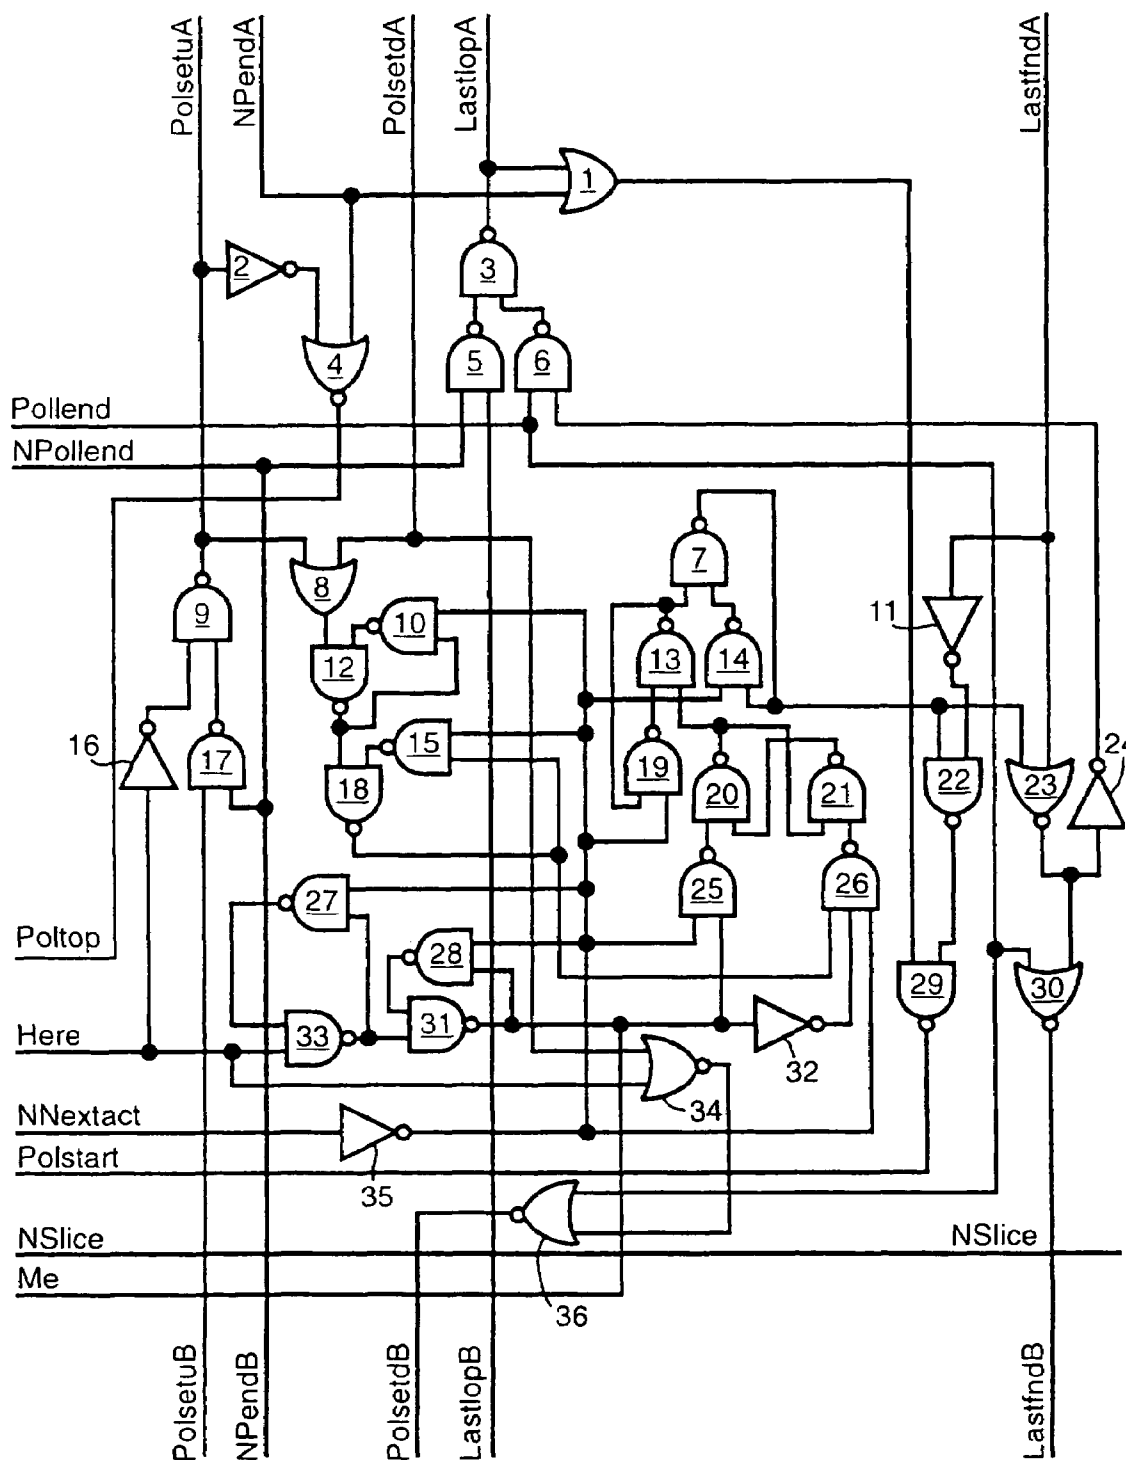 PolsetuA
NPendA
PolsetdA
LastlopA
LastfndA
1
2
3
4
5
6
Pollend
NPollend
7
8
9
10
11
12
13
14
15
16
17
18
19
20
21
22
23
24
25
26
27
28
Poltop
29
30
31
Here
33
32
34
NNextact
Polstart
35
NSlice
NSlice
Me
36
PolsetuB
NPendB
PolsetdB
LastlopB
LastfndB